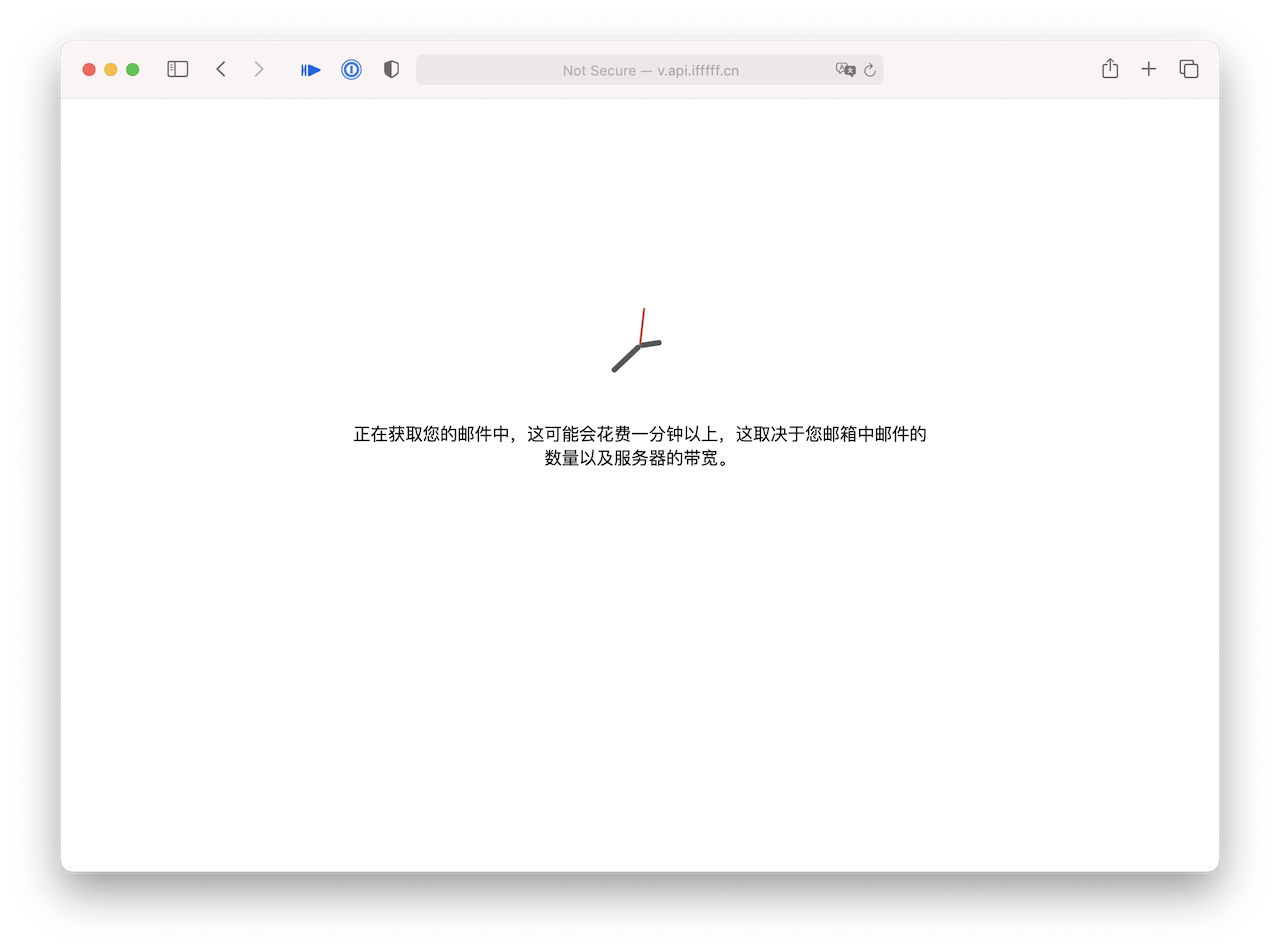 Not Secure — v.api.ifffff.cn
正在获取您的邮件中，这可能会花费一分钟以上，这取决于您邮箱中邮件的
数量以及服务器的带宽。